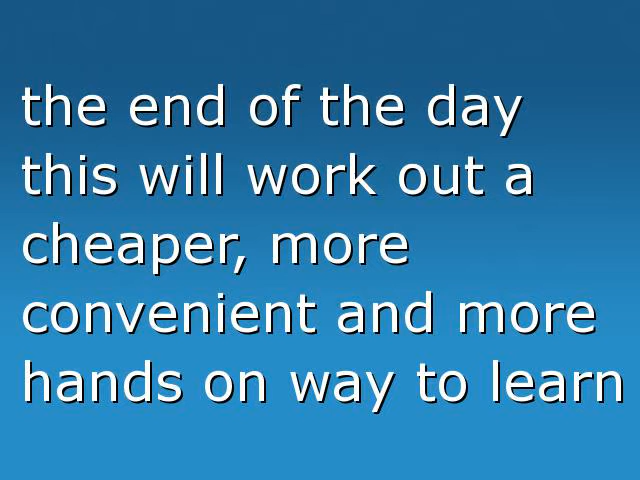 the end of the day
this will work out a
cheaper, more
convenient and more
hands on way to learn